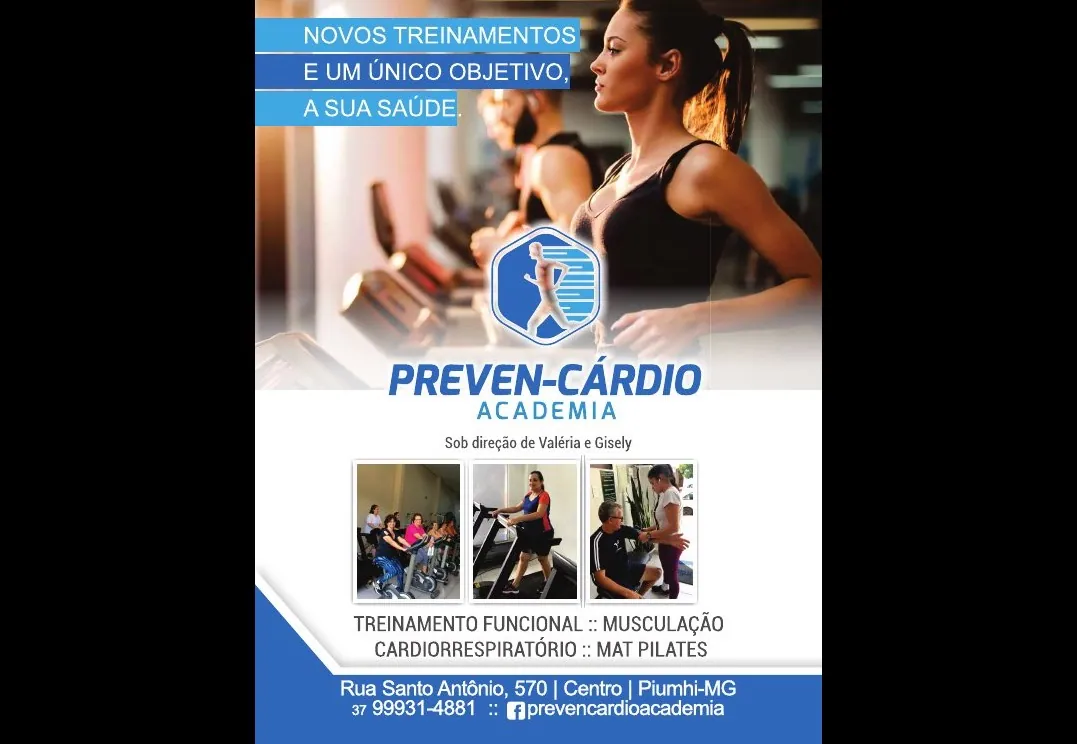 NOVOS TREINAMENTOS
E UM ÚNICO OBJETIVO,
A SUA SAÚDE.
PREVEN-CÁRDIO
ACADEMIA
Sob direção de Valéria e Gisely
TREINAMENTO FUNCIONAL :: MUSCULAÇÃO
CARDIORRESPIRATÓRIO :: MAT PILATES
Rua Santo Antônio, 570 | Centro | Piumhi-MG
37 99931-4881 :: prevencardioacademia